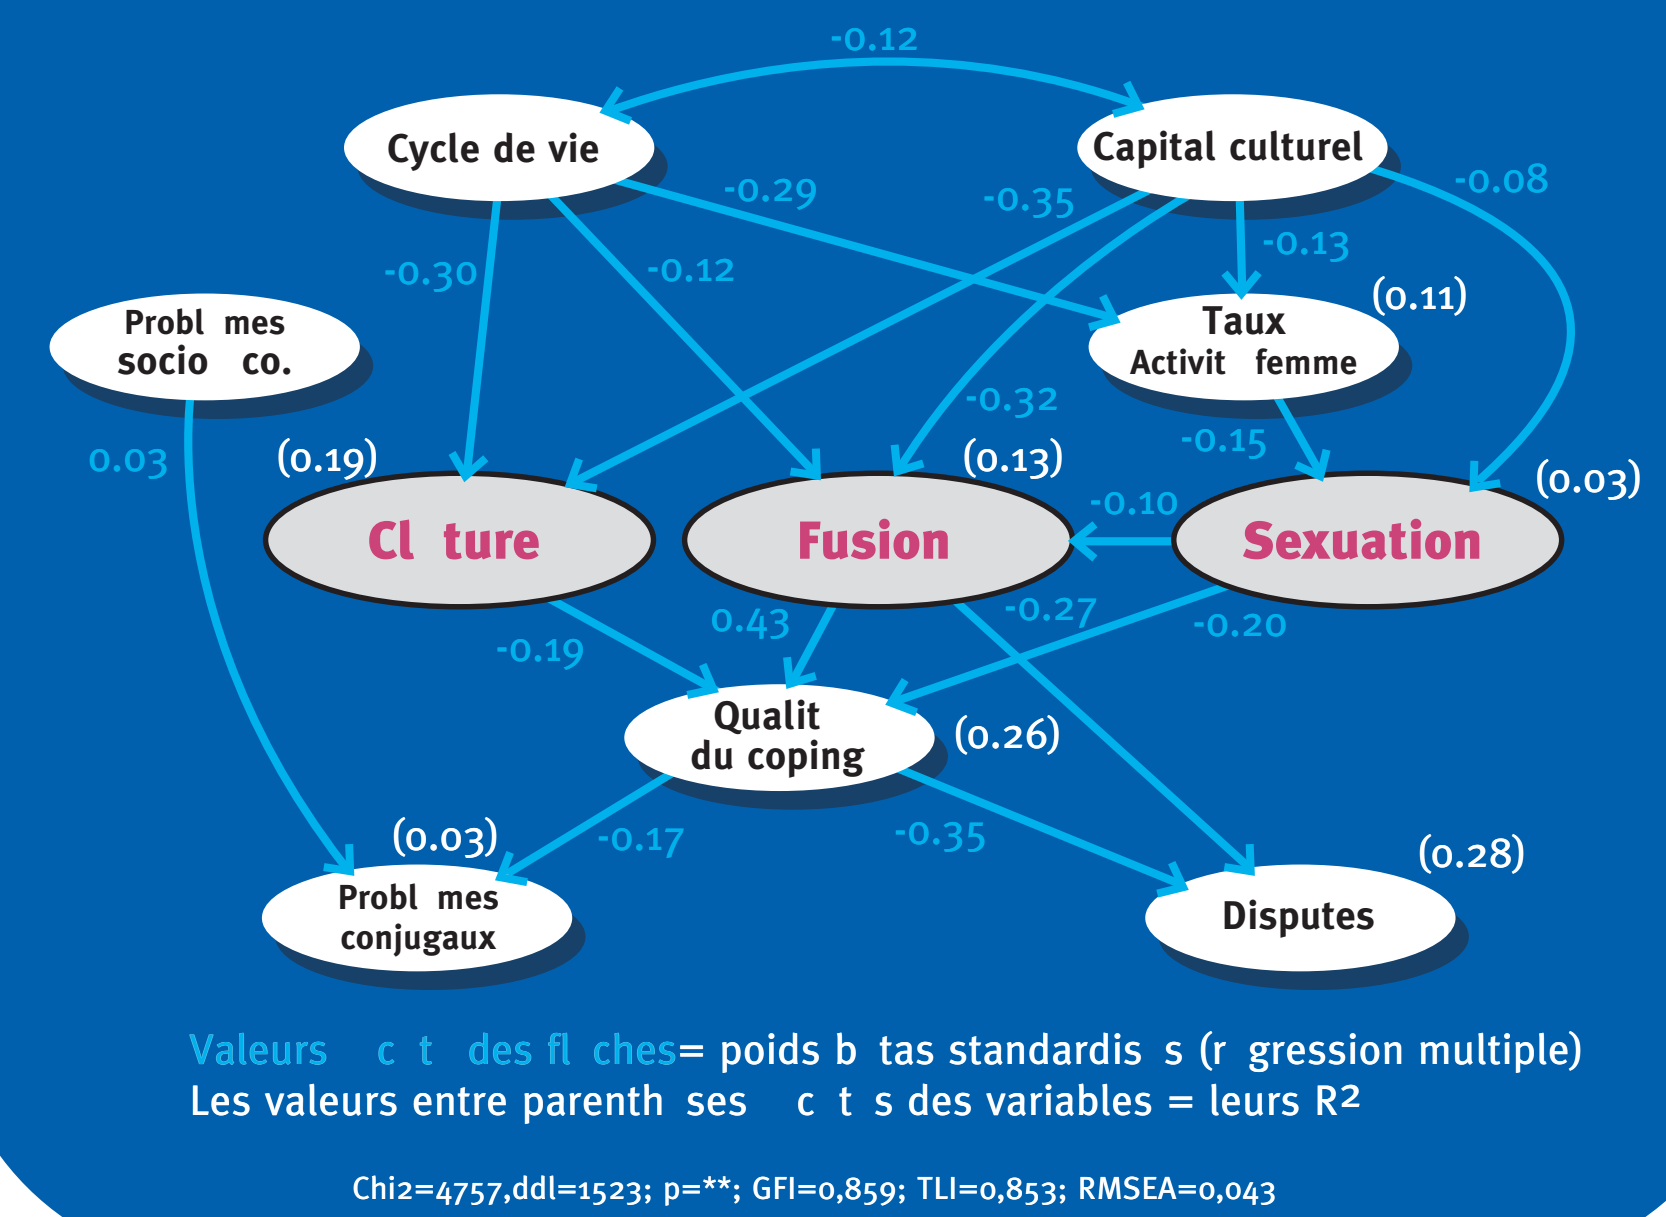 -0.12
Cycle de vie
Capital culturel
-0.29
-0.35
-0.08
-0.30
-0.12
-0.13
(0.11)
Probl mes
socio co.
Taux
Activit femme
-0.32
-0.15
0.03
(0.19)
(0.13)
(0.03)
-0.10
Cl ture
Fusion
Sexuation
-0.19
0.43
-0.27
-0.20
Qualit
du coping
(0.26)
(0.03)
-0.17
-0.35
(0.28)
Probl mes
conjugaux
Disputes
Valeurs c t des fl ches= poids b tas standardis s (r gression multiple)
Les valeurs entre parenth ses c t s des variables = leurs R2
Chi2=4757,ddl=1523; p=**; GFI=0,859; TLI=0,853; RMSEA=0,043